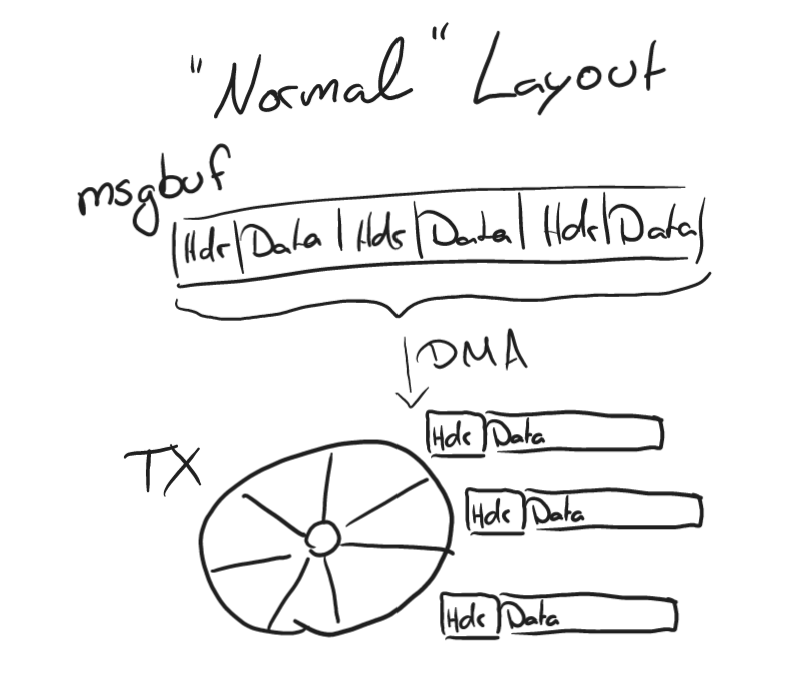 "Normal" Layout
msgbuf
Hdr Data Hdr Data Hdr Data
DMA
TX
Hdr Data
Hdr Data
Hdr Data